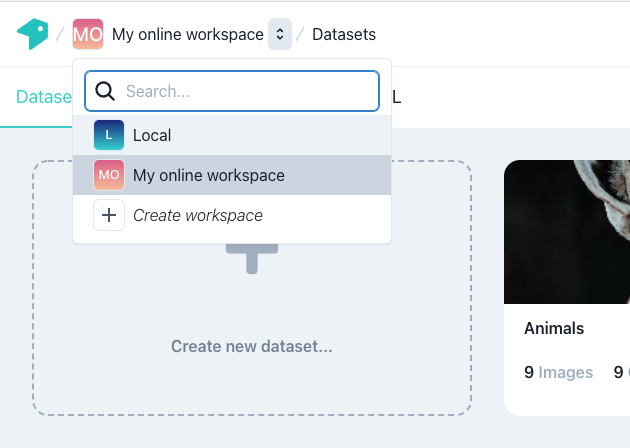 / MO My online workspace / Datasets
Datase
L
Search...
L Local
MO My online workspace
+ Create workspace
Create new dataset...
Animals
9 Images 9